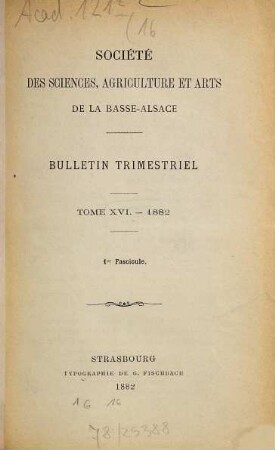 Acad. 121
(16
SOCIÉTÉ
DES SCIENCES, AGRICULTURE ET ARTS
DE LA BASSE-ALSACE
BULLETIN TRIMESTRIEL
TOME XVI. — 1882
1er Fascicule.
STRASBOURG
TYPOGRAPHIE DE G. FISCHBACH
1882
16 16
78/25388